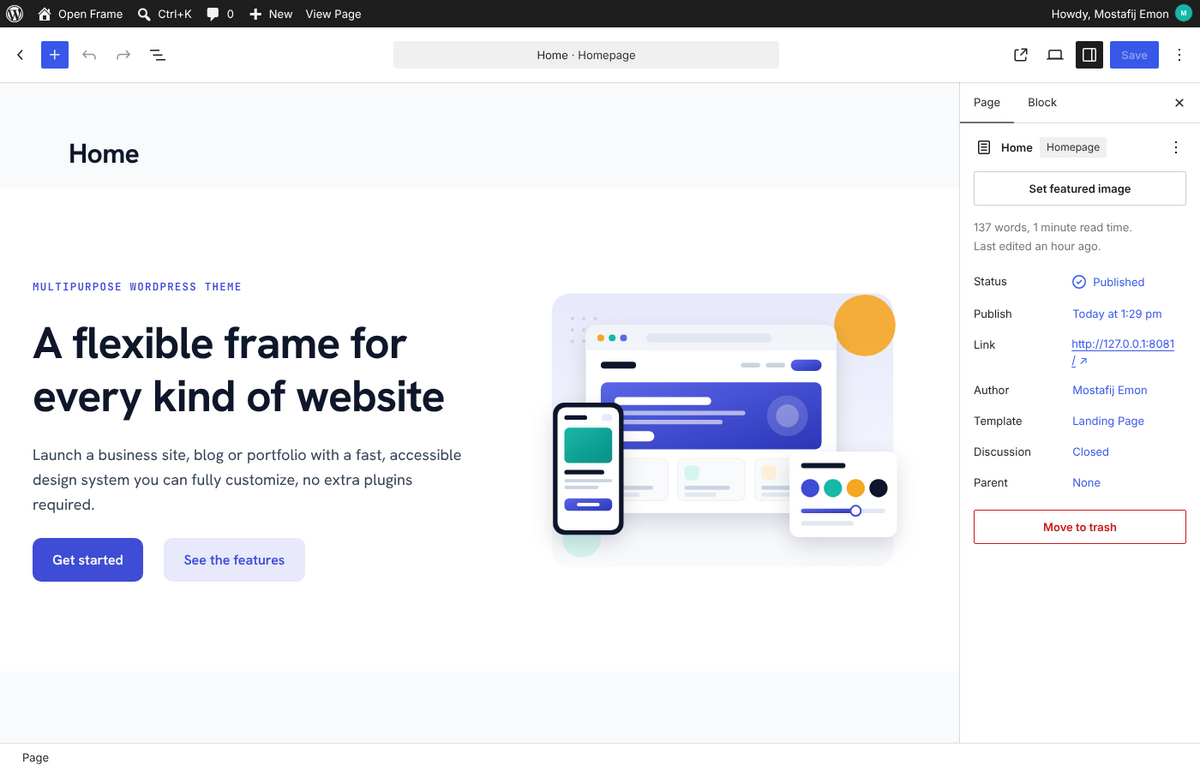 Open Frame Ctrl+K 0 New View Page Howdy, Mostafij Emon M
Home · Homepage
Save
Page Block
Home
Home Homepage
Set featured image
137 words, 1 minute read time.
Last edited an hour ago.
Status Published
Publish Today at 1:29 pm
Link http://127.0.0.1:8081
/
Author Mostafij Emon
Template Landing Page
Discussion Closed
Parent None
Move to trash
MULTIPURPOSE WORDPRESS THEME
A flexible frame for
every kind of website
Launch a business site, blog or portfolio with a fast, accessible
design system you can fully customize, no extra plugins
required.
Get started See the features
Page